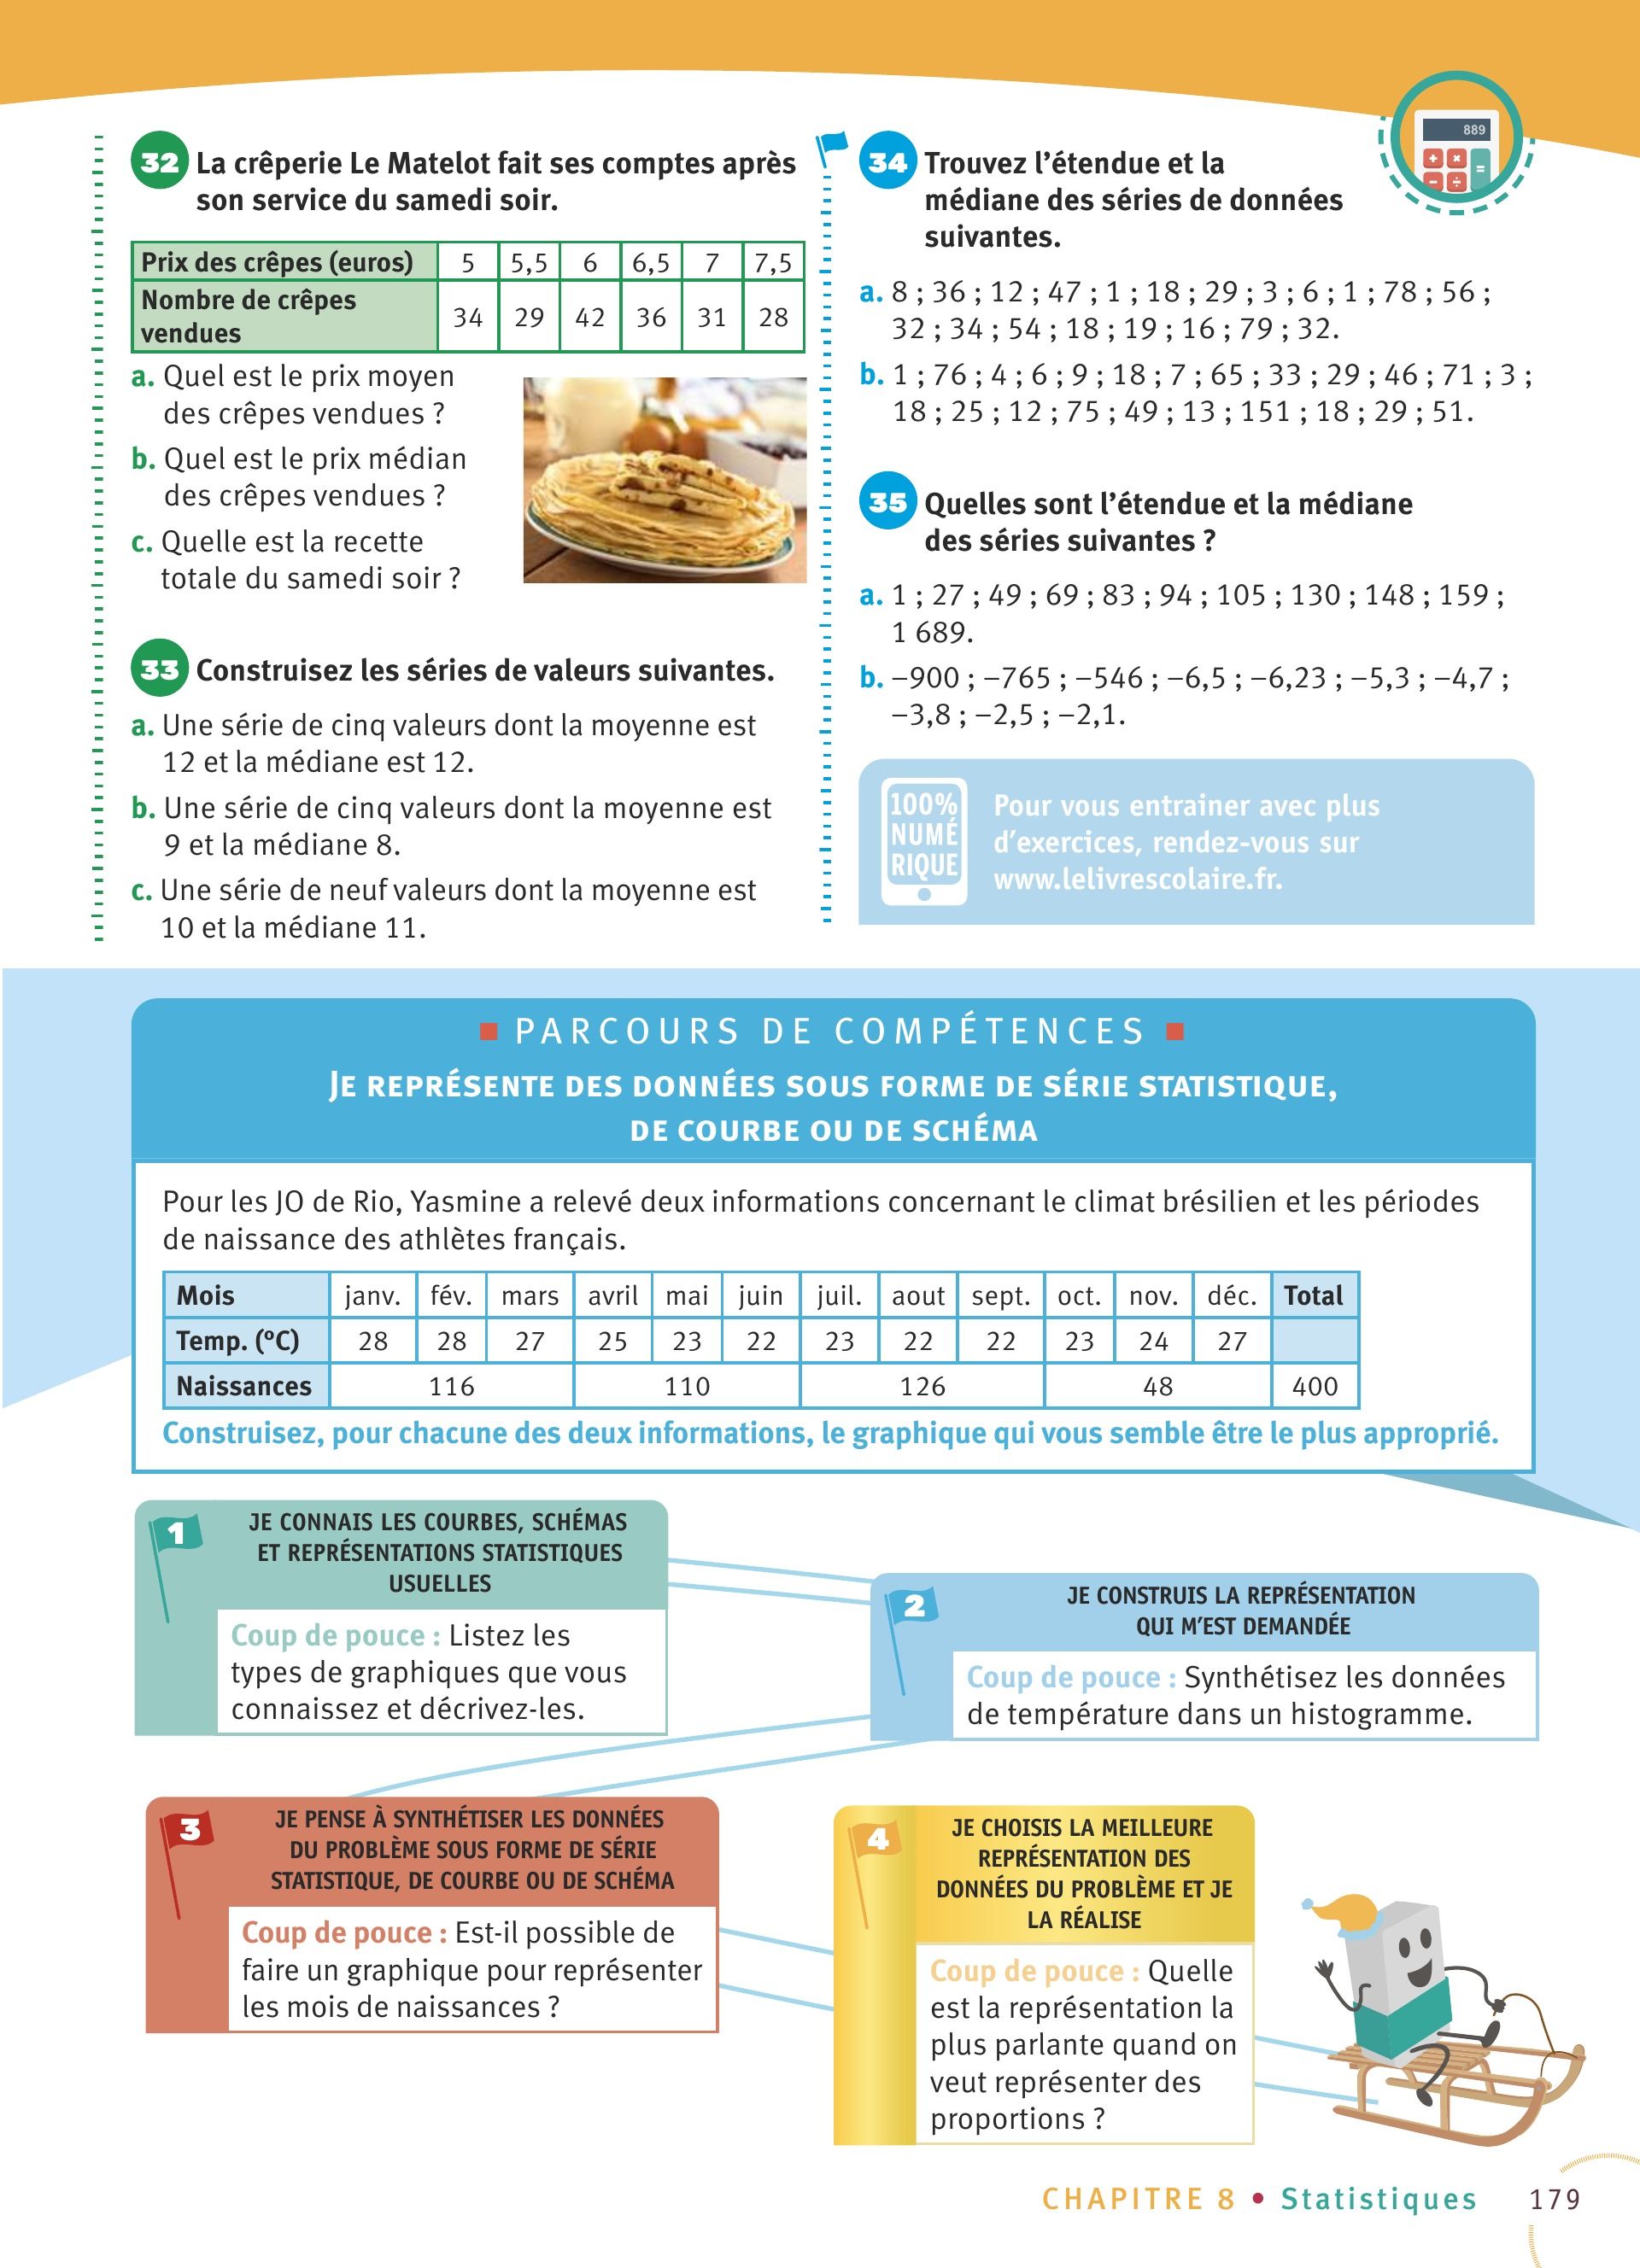 889
32 La crêperie Le Matelot fait ses comptes après
son service du samedi soir.
Prix des crêpes (euros) 5 5,5 6 6,5 7 7,5
Nombre de crêpes
vendues 34 29 42 36 31 28
a. Quel est le prix moyen
des crêpes vendues ?
b. Quel est le prix médian
des crêpes vendues ?
c. Quelle est la recette
totale du samedi soir ?
33 Construisez les séries de valeurs suivantes.
a. Une série de cinq valeurs dont la moyenne est
12 et la médiane est 12.
b. Une série de cinq valeurs dont la moyenne est
9 et la médiane 8.
c. Une série de neuf valeurs dont la moyenne est
10 et la médiane 11.
34 Trouvez l'étendue et la
médiane des séries de données
suivantes.
a. 8 ; 36 ; 12 ; 47 ; 1 ; 18 ; 29 ; 3 ; 6 ; 1 ; 78 ; 56 ;
32 ; 34 ; 54 ; 18 ; 19 ; 16 ; 79 ; 32.
b. 1 ; 76 ; 4 ; 6 ; 9 ; 18 ; 7 ; 65 ; 33 ; 29 ; 46 ; 71 ; 3 ;
18 ; 25 ; 12 ; 75 ; 49 ; 13 ; 151 ; 18 ; 29 ; 51.
35 Quelles sont l'étendue et la médiane
des séries suivantes ?
a. 1 ; 27 ; 49 ; 69 ; 83 ; 94 ; 105 ; 130 ; 148 ; 159 ;
1 689.
b. –900 ; –765 ; –546 ; –6,5 ; –6,23 ; –5,3 ; –4,7 ;
–3,8 ; –2,5 ; –2,1.
100%
NUMÉ
RIQUE
Pour vous entrainer avec plus
d'exercices, rendez-vous sur
www.lelivrescolaire.fr.
PARCOURS DE COMPÉTENCES
JE REPRÉSENTE DES DONNÉES SOUS FORME DE SÉRIE STATISTIQUE,
DE COURBE OU DE SCHÉMA
Pour les JO de Rio, Yasmine a relevé deux informations concernant le climat brésilien et les périodes
de naissance des athlètes français.
Mois janv. fév. mars avril mai juin juil. aout sept. oct. nov. déc. Total
Temp. (°C) 28 28 27 25 23 22 23 22 22 23 24 27
Naissances 116 110 126 48 400
Construisez, pour chacune des deux informations, le graphique qui vous semble être le plus approprié.
1 JE CONNAIS LES COURBES, SCHÉMAS
ET REPRÉSENTATIONS STATISTIQUES
USUELLES
Coup de pouce : Listez les
types de graphiques que vous
connaissez et décrivez-les.
2 JE CONSTRUIS LA REPRÉSENTATION
QUI M'EST DEMANDÉE
Coup de pouce : Synthétisez les données
de température dans un histogramme.
3 JE PENSE À SYNTHÉTISER LES DONNÉES
DU PROBLÈME SOUS FORME DE SÉRIE
STATISTIQUE, DE COURBE OU DE SCHÉMA
Coup de pouce : Est-il possible de
faire un graphique pour représenter
les mois de naissances ?
4 JE CHOISIS LA MEILLEURE
REPRÉSENTATION DES
DONNÉES DU PROBLÈME ET JE
LA RÉALISE
Coup de pouce : Quelle
est la représentation la
plus parlante quand on
veut représenter des
proportions ?
CHAPITRE 8 • Statistiques 179